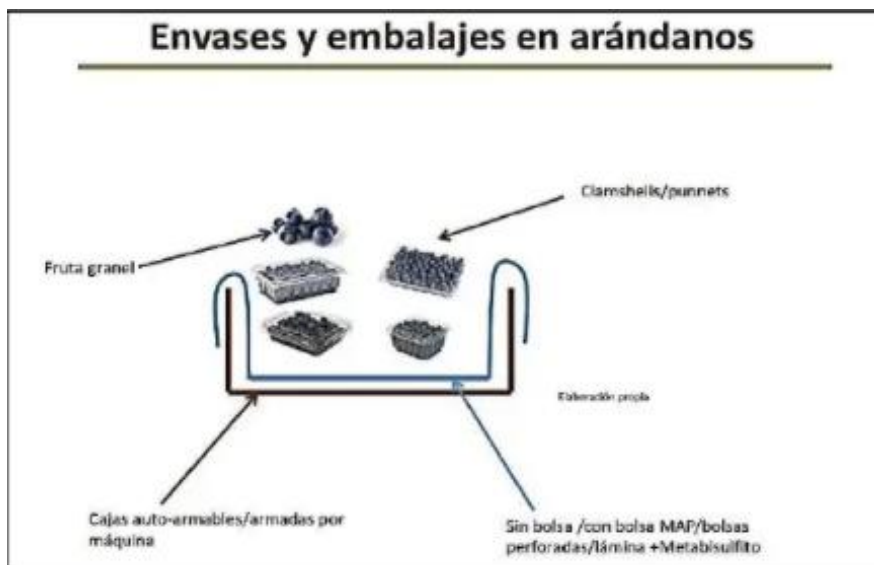 Envases y embalajes en arándanos
Clamshells/punnets
Fruta granel
Elaboración propia
Cajas auto-armables/armadas por
máquina
Sin bolsa /con bolsa MAP/bolsas
perforadas/lámina +Metabisulfito